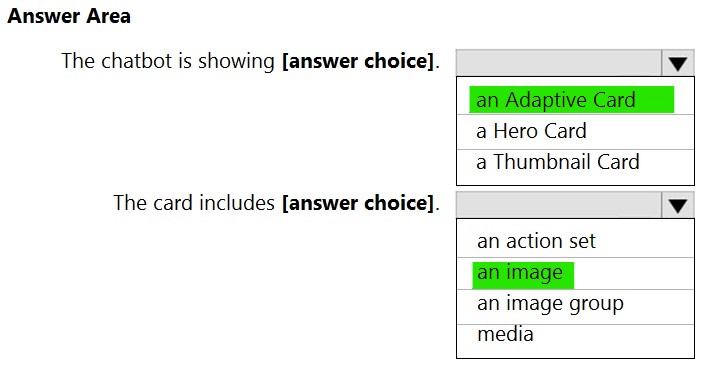 Answer Area
The chatbot is showing [answer choice].
an Adaptive Card
a Hero Card
a Thumbnail Card
The card includes [answer choice].
an action set
an image
an image group
media